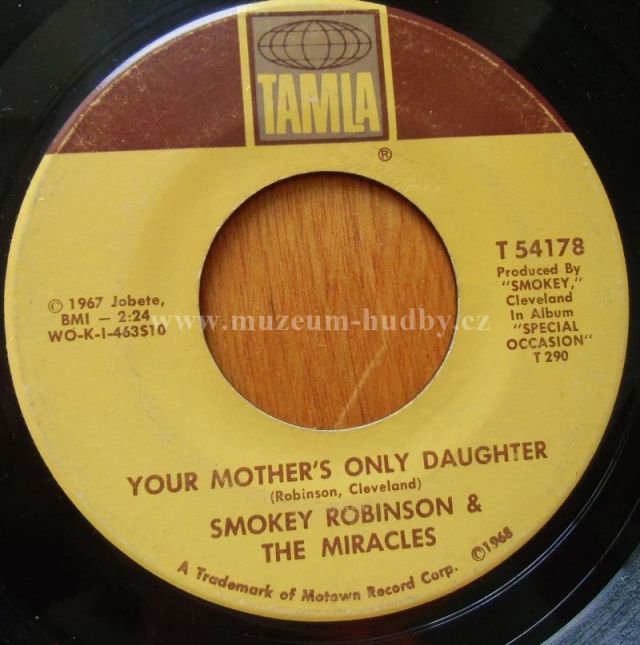 TAMLA
®
T 54178
Produced By
"SMOKEY,"
Cleveland
In Album
"SPECIAL
OCCASION"
T 290
© 1967 Jobete,
BMI — 2:24
WO-K-I-463S10
www.muzeum-hudby.cz
YOUR MOTHER'S ONLY DAUGHTER
(Robinson, Cleveland)
SMOKEY ROBINSON &
THE MIRACLES
A Trademark of Motown Record Corp. ©1968